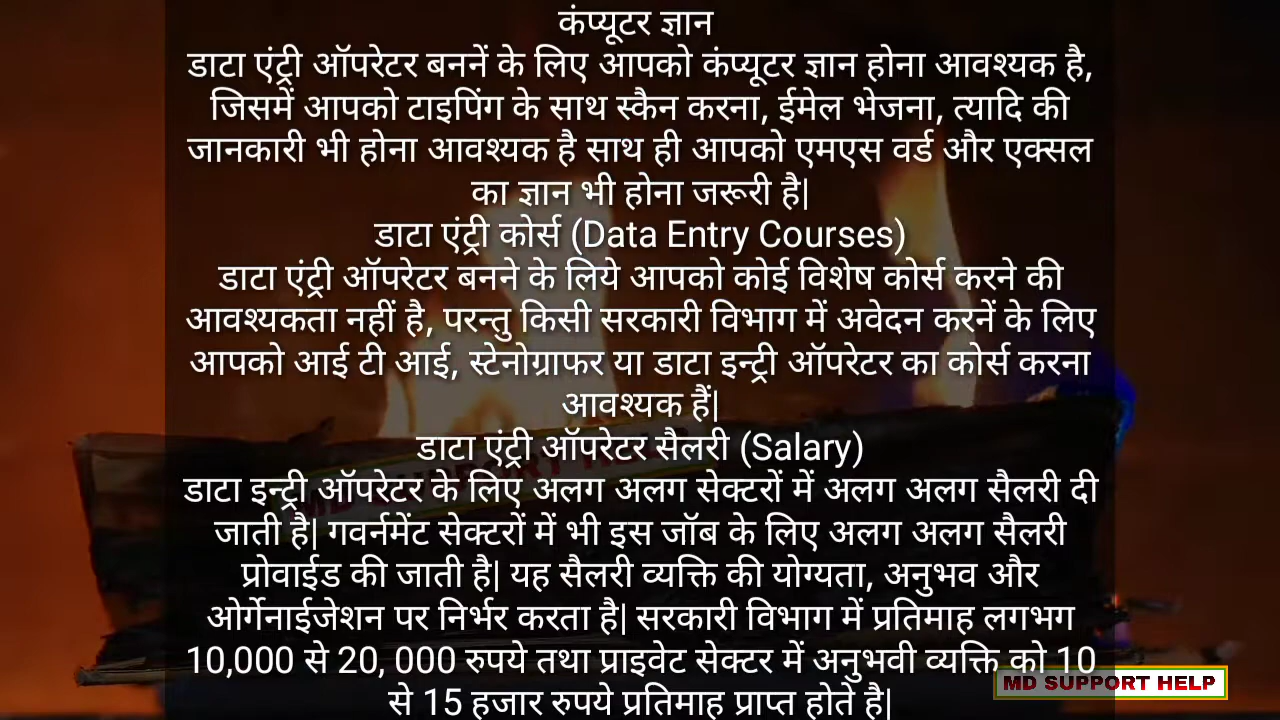 कंप्यूटर ज्ञान
डाटा एंट्री ऑपरेटर बननें के लिए आपको कंप्यूटर ज्ञान होना आवश्यक है,
जिसमें आपको टाइपिंग के साथ स्कैन करना, ईमेल भेजना, त्यादि की
जानकारी भी होना आवश्यक है साथ ही आपको एमएस वर्ड और एक्सल
का ज्ञान भी होना जरूरी है|
डाटा एंट्री कोर्स (Data Entry Courses)
डाटा एंट्री ऑपरेटर बनने के लिये आपको कोई विशेष कोर्स करने की
आवश्यकता नहीं है, परन्तु किसी सरकारी विभाग में अवेदन करनें के लिए
आपको आई टी आई, स्टेनोग्राफर या डाटा इन्ट्री ऑपरेटर का कोर्स करना
आवश्यक हैं|
डाटा एंट्री ऑपरेटर सैलरी (Salary)
डाटा इन्ट्री ऑपरेटर के लिए अलग अलग सेक्टरों में अलग अलग सैलरी दी
जाती है| गवर्नमेंट सेक्टरों में भी इस जॉब के लिए अलग अलग सैलरी
प्रोवाईड की जाती है| यह सैलरी व्यक्ति की योग्यता, अनुभव और
ओर्गेनाईजेशन पर निर्भर करता है| सरकारी विभाग में प्रतिमाह लगभग
10,000 से 20, 000 रुपये तथा प्राइवेट सेक्टर में अनुभवी व्यक्ति को 10
से 15 हजार रुपये प्रतिमाह प्राप्त होते है|
MD SUPPORT HELP
MD SUPPORT HELP